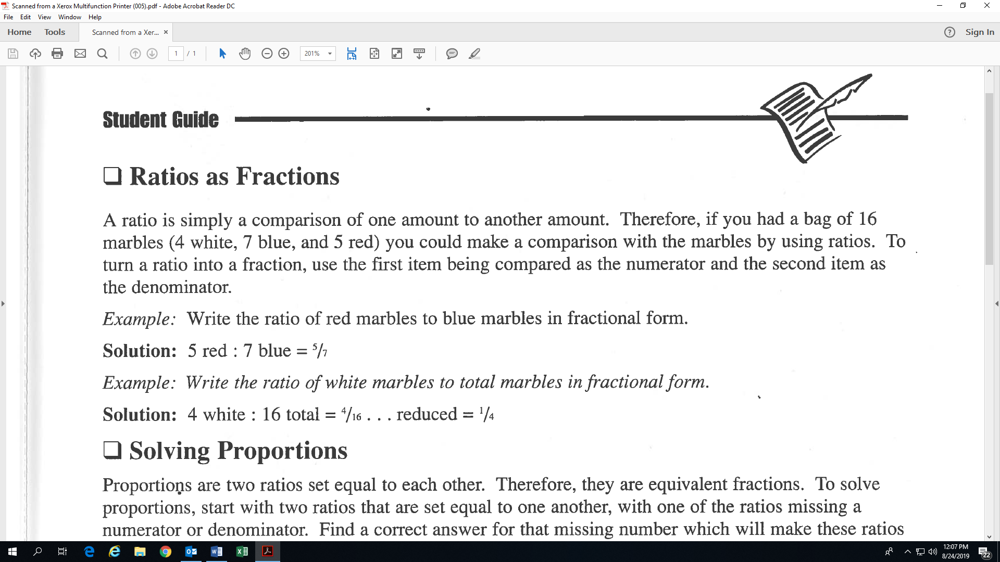 Scanned from a Xerox Multifunction Printer (005).pdf - Adobe Acrobat Reader DC
File Edit View Window Help
Home Tools Scanned from a Xer... × ? Sign In
1 / 1 201%
Student Guide
❏ Ratios as Fractions
A ratio is simply a comparison of one amount to another amount. Therefore, if you had a bag of 16
marbles (4 white, 7 blue, and 5 red) you could make a comparison with the marbles by using ratios. To
turn a ratio into a fraction, use the first item being compared as the numerator and the second item as
the denominator.
Example: Write the ratio of red marbles to blue marbles in fractional form.
Solution: 5 red : 7 blue = 5/7
Example: Write the ratio of white marbles to total marbles in fractional form.
Solution: 4 white : 16 total = 4/16 . . . reduced = 1/4
❏ Solving Proportions
Proportions are two ratios set equal to each other. Therefore, they are equivalent fractions. To solve
proportions, start with two ratios that are set equal to one another, with one of the ratios missing a
numerator or denominator. Find a correct answer for that missing number which will make these ratios
12:07 PM
8/24/2019
22